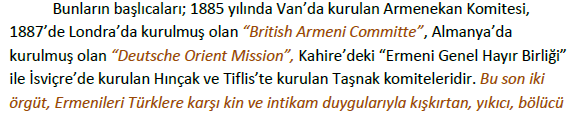 Bunların başlıcaları; 1885 yılında Van’da kurulan Armenekan Komitesi,
1887’de Londra’da kurulmuş olan “British Armeni Committe”, Almanya’da
kurulmuş olan “Deutsche Orient Mission”, Kahire’deki “Ermeni Genel Hayır Birliği”
ile İsviçre’de kurulan Hınçak ve Tiflis’te kurulan Taşnak komiteleridir. Bu son iki
örgüt, Ermenileri Türklere karşı kin ve intikam duygularıyla kışkırtan, yıkıcı, bölücü